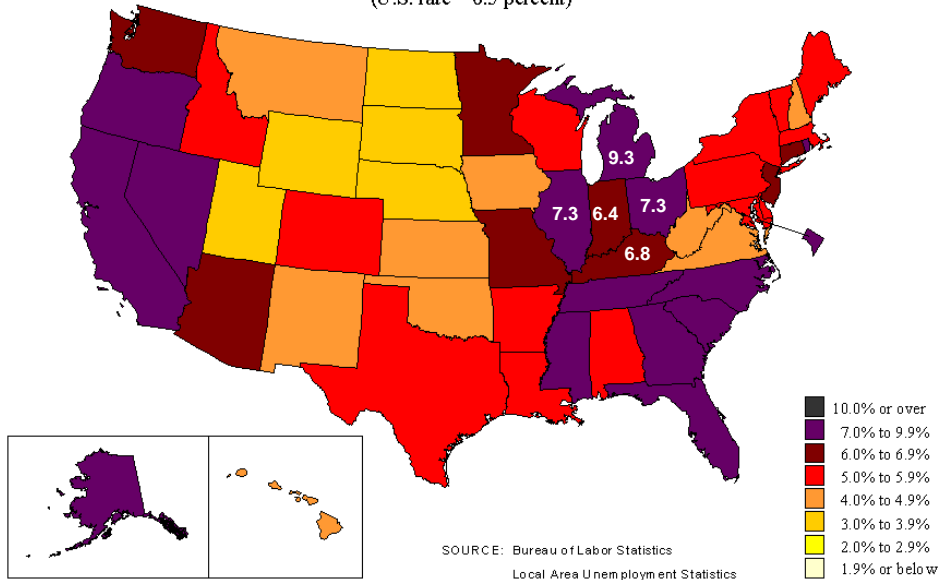 9.3
7.3
6.4
7.3
6.8
10.0% or over
7.0% to 9.9%
6.0% to 6.9%
5.0% to 5.9%
4.0% to 4.9%
3.0% to 3.9%
2.0% to 2.9%
1.9% or below
SOURCE: Bureau of Labor Statistics
Local Area Unemployment Statistics